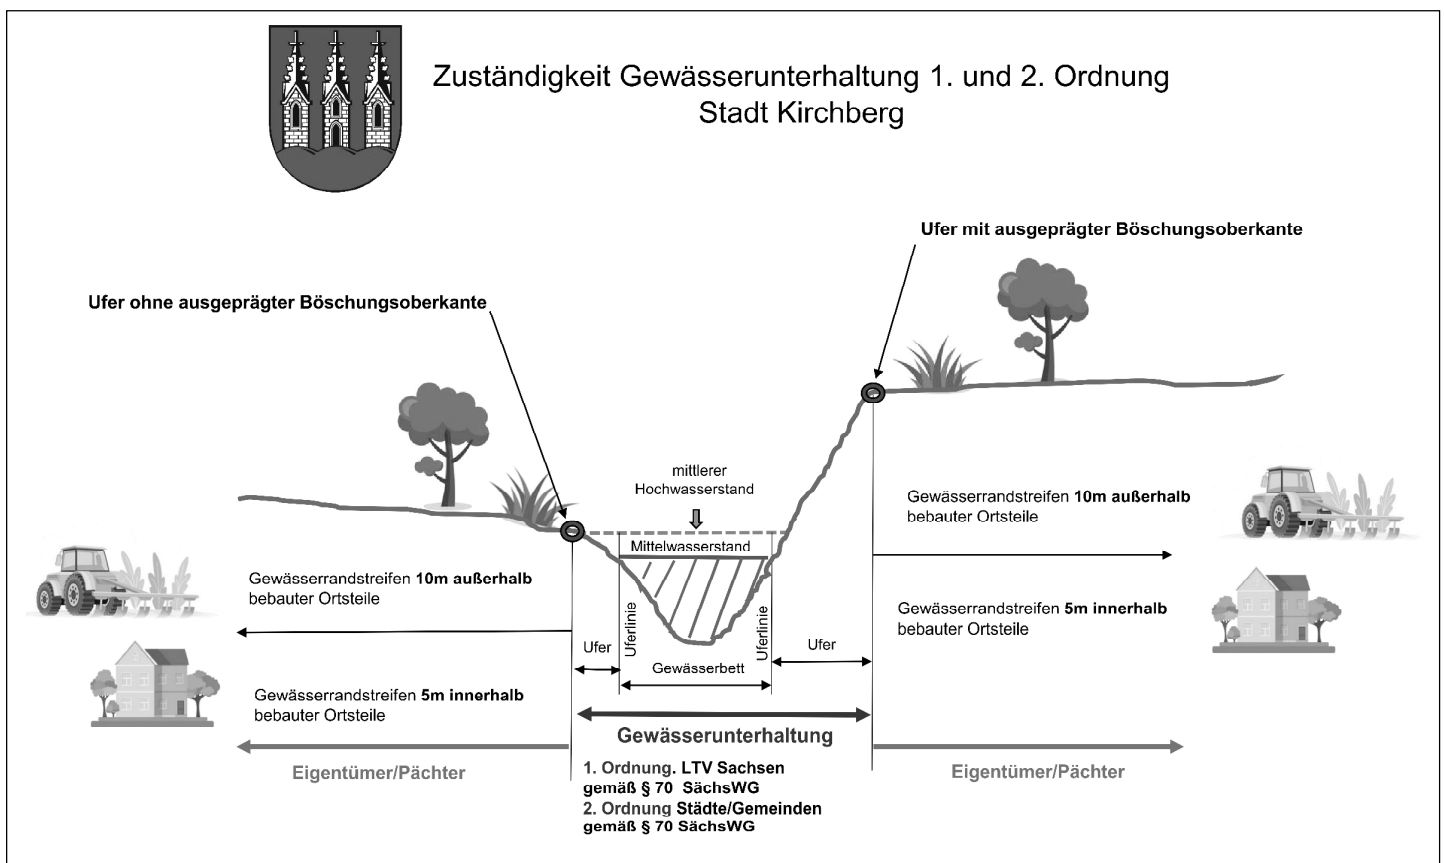 Zuständigkeit Gewässerunterhaltung 1. und 2. Ordnung
Stadt Kirchberg
Ufer mit ausgeprägter Böschungsoberkante
Ufer ohne ausgeprägter Böschungsoberkante
mittlerer
Hochwasserstand
Mittelwasserstand
Gewässerrandstreifen 10m außerhalb
bebauter Ortsteile
Gewässerrandstreifen 5m innerhalb
bebauter Ortsteile
Ufer
Uferlinie
Gewässerbett
Uferlinie
Ufer
Gewässerrandstreifen 10m außerhalb
bebauter Ortsteile
Gewässerrandstreifen 5m innerhalb
bebauter Ortsteile
Eigentümer/Pächter
Gewässerunterhaltung
1. Ordnung. LTV Sachsen
gemäß § 70 SächsWG
2. Ordnung Städte/Gemeinden
gemäß § 70 SächsWG
Eigentümer/Pächter